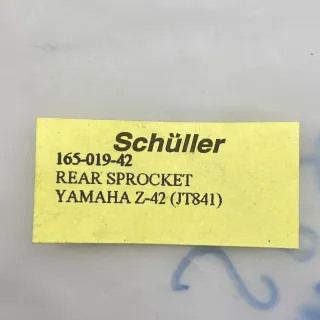 Schüller
165-019-42
REAR SPROCKET
YAMAHA Z-42 (JT841)